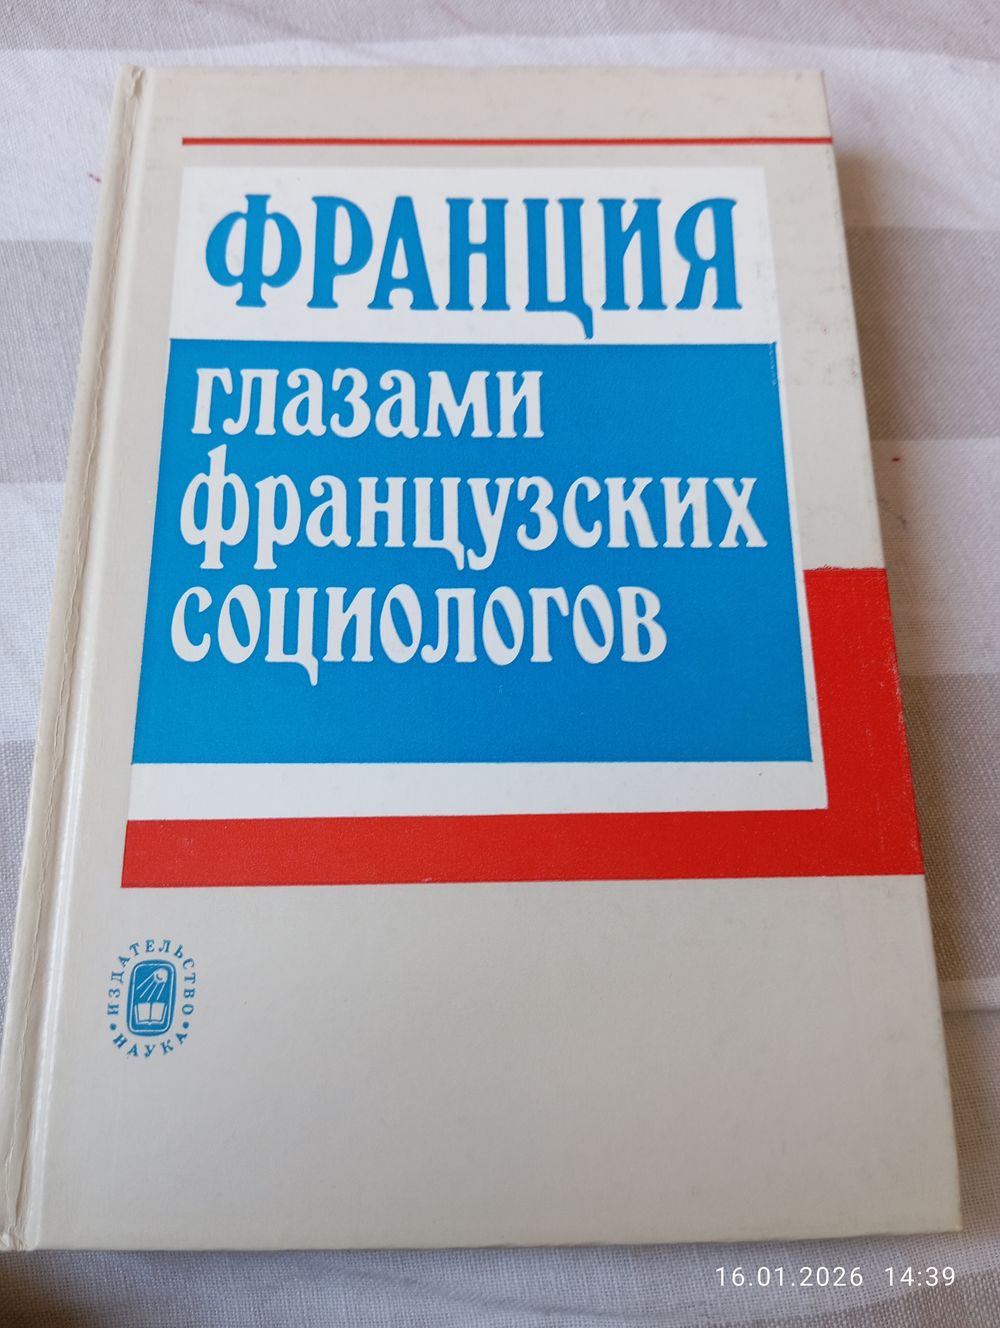 ФРАНЦИЯ
глазами
французских
социологов
ИЗДАТЕЛЬСТВО
НАУКА
16.01.2026 14:39